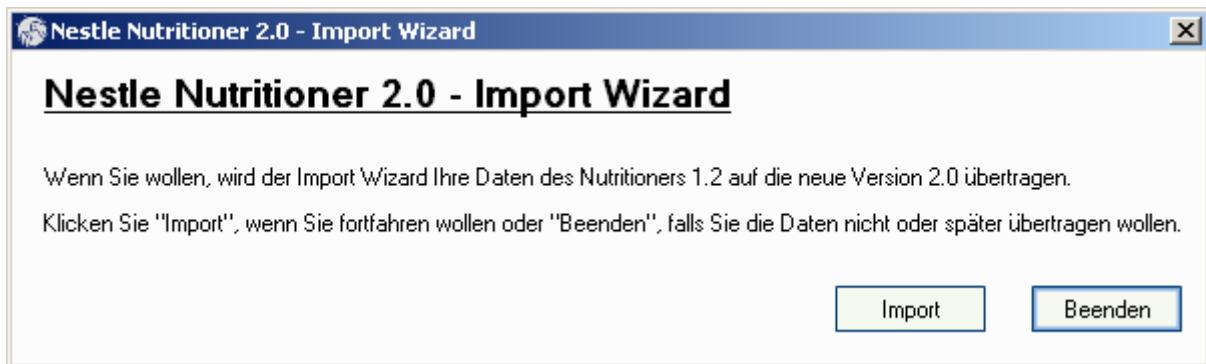 Nestle Nutritioner 2.0 - Import Wizard
Nestle Nutritioner 2.0 - Import Wizard
Wenn Sie wollen, wird der Import Wizard Ihre Daten des Nutritioners 1.2 auf die neue Version 2.0 übertragen.
Klicken Sie "Import", wenn Sie fortfahren wollen oder "Beenden", falls Sie die Daten nicht oder später übertragen wollen.
Import Beenden